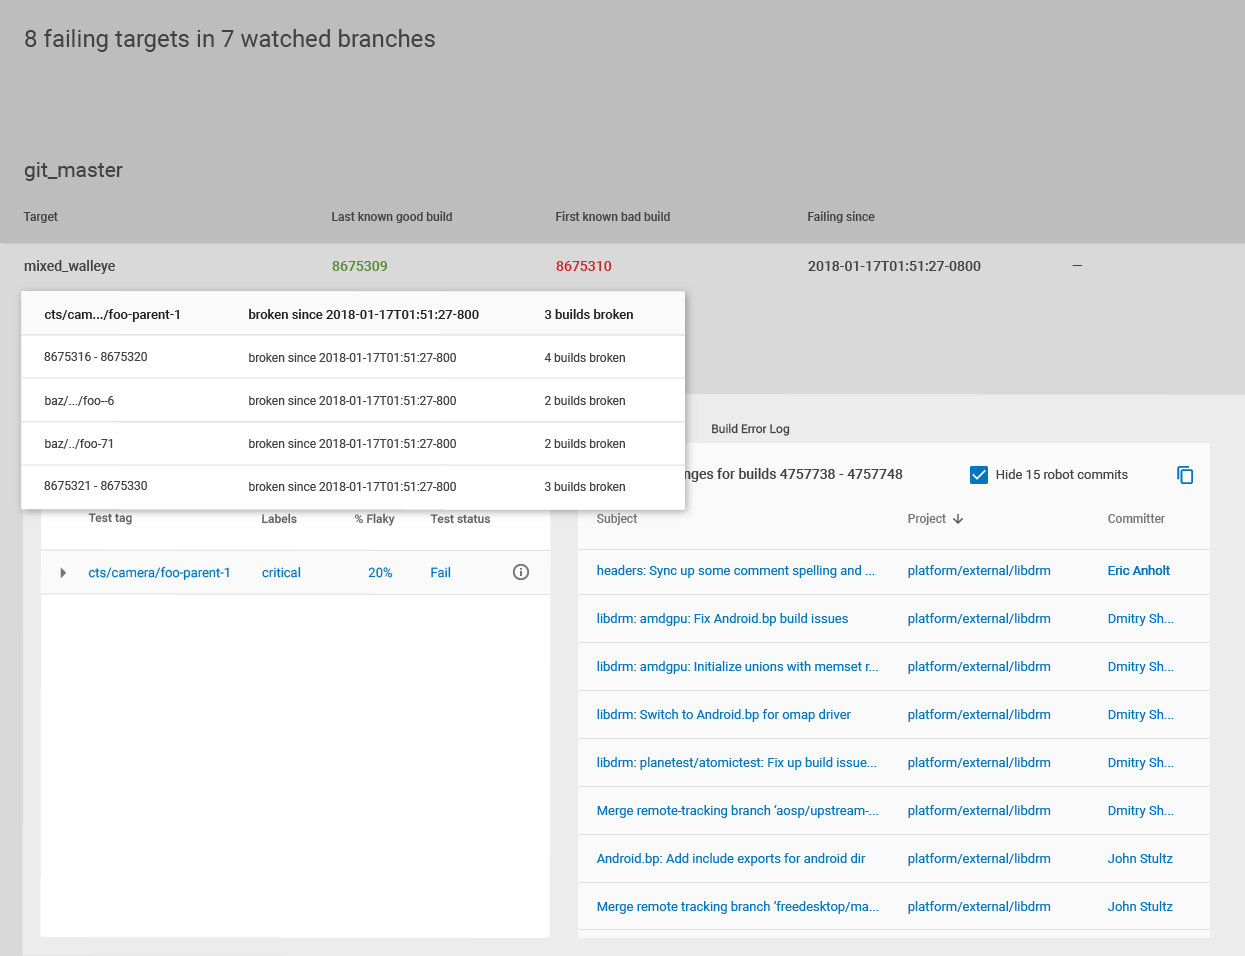 8 failing targets in 7 watched branches
git_master
Target Last known good build First known bad build Failing since
mixed_walleye 8675309 8675310 2018-01-17T01:51:27-0800 —
cts/cam.../foo-parent-1 broken since 2018-01-17T01:51:27-800 3 builds broken
8675316 - 8675320 broken since 2018-01-17T01:51:27-800 4 builds broken
baz/.../foo--6 broken since 2018-01-17T01:51:27-800 2 builds broken
baz/../foo-71 broken since 2018-01-17T01:51:27-800 2 builds broken
8675321 - 8675330 broken since 2018-01-17T01:51:27-800 3 builds broken
Test tag Labels % Flaky Test status
cts/camera/foo-parent-1 critical 20% Fail
Build Error Log
nges for builds 4757738 - 4757748 Hide 15 robot commits
Subject Project Committer
headers: Sync up some comment spelling and ... platform/external/libdrm Eric Anholt
libdrm: amdgpu: Fix Android.bp build issues platform/external/libdrm Dmitry Sh...
libdrm: amdgpu: Initialize unions with memset r... platform/external/libdrm Dmitry Sh...
libdrm: Switch to Android.bp for omap driver platform/external/libdrm Dmitry Sh...
libdrm: planetest/atomictest: Fix up build issue... platform/external/libdrm Dmitry Sh...
Merge remote-tracking branch ‘aosp/upstream-... platform/external/libdrm Dmitry Sh...
Android.bp: Add include exports for android dir platform/external/libdrm John Stultz
Merge remote tracking branch ‘freedesktop/ma... platform/external/libdrm John Stultz